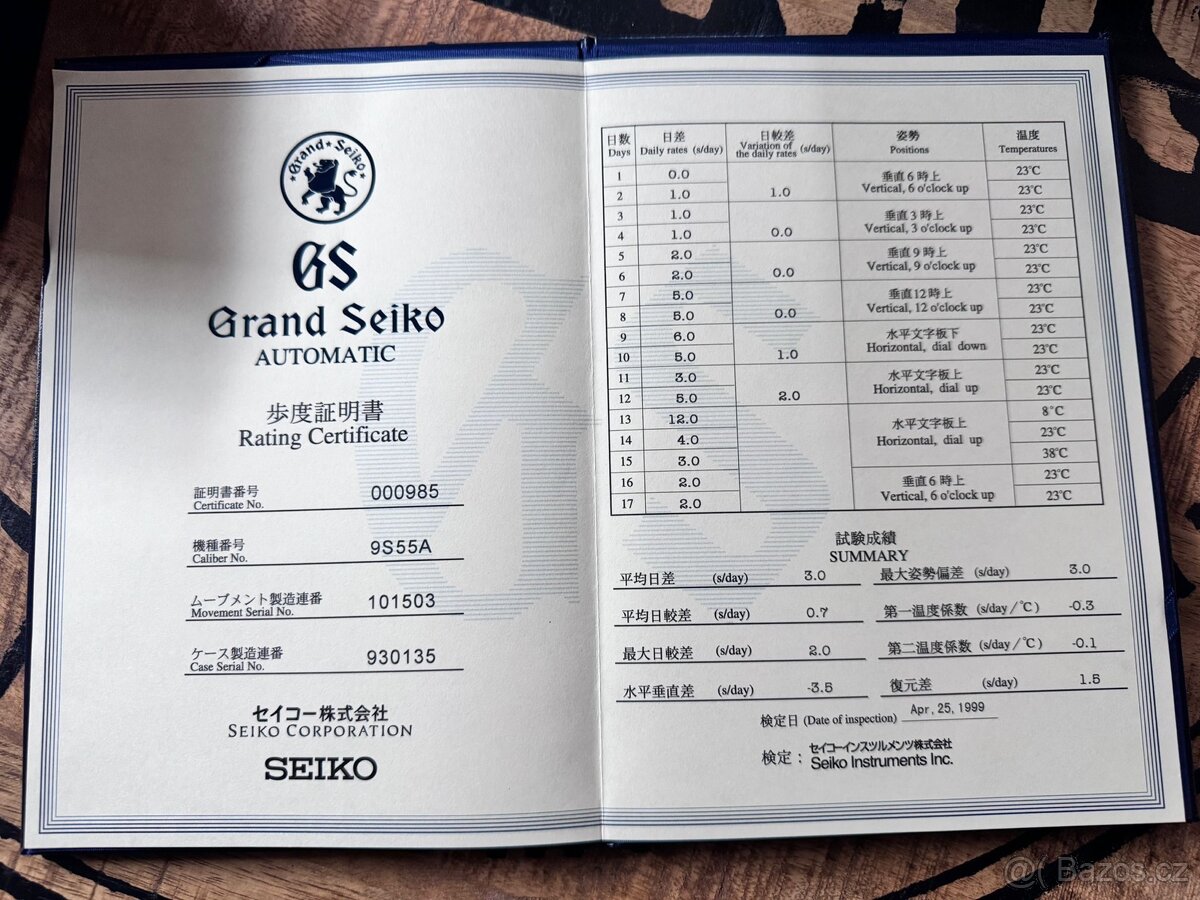 Grand★Seiko
GS
Grand Seiko
AUTOMATIC
歩度証明書
Rating Certificate
証明書番号 000985
Certificate No.
機種番号 9S55A
Caliber No.
ムーブメント製造連番 101503
Movement Serial No.
ケース製造連番 930135
Case Serial No.
セイコー株式会社
SEIKO CORPORATION
SEIKO
日数 日差 日較差 姿勢 温度
Days Daily rates (s/day) Variation of the daily rates (s/day) Positions Temperatures
1 0.0 垂直6時上 23℃
2 1.0 1.0 Vertical, 6 o'clock up 23℃
3 1.0 垂直3時上 23℃
4 1.0 0.0 Vertical, 3 o'clock up 23℃
5 2.0 垂直9時上 23℃
6 2.0 0.0 Vertical, 9 o'clock up 23℃
7 5.0 垂直12時上 23℃
8 5.0 0.0 Vertical, 12 o'clock up 23℃
9 6.0 水平文字板下 23℃
10 5.0 1.0 Horizontal, dial down 23℃
11 3.0 水平文字板上 23℃
12 5.0 2.0 Horizontal, dial up 23℃
13 12.0 水平文字板上 8℃
14 4.0 Horizontal, dial up 23℃
15 3.0 38℃
16 2.0 垂直6時上 23℃
17 2.0 Vertical, 6 o'clock up 23℃
試験成績
SUMMARY
平均日差 (s/day) 3.0 最大姿勢偏差 (s/day) 3.0
平均日較差 (s/day) 0.7 第一温度係数 (s/day/℃) -0.3
最大日較差 (s/day) 2.0 第二温度係数 (s/day/℃) -0.1
水平垂直差 (s/day) -3.5 復元差 (s/day) 1.5
検定日 (Date of inspection) Apr, 25, 1999
検定： セイコーインスツルメンツ株式会社
Seiko Instruments Inc.
@( Bazos.cz